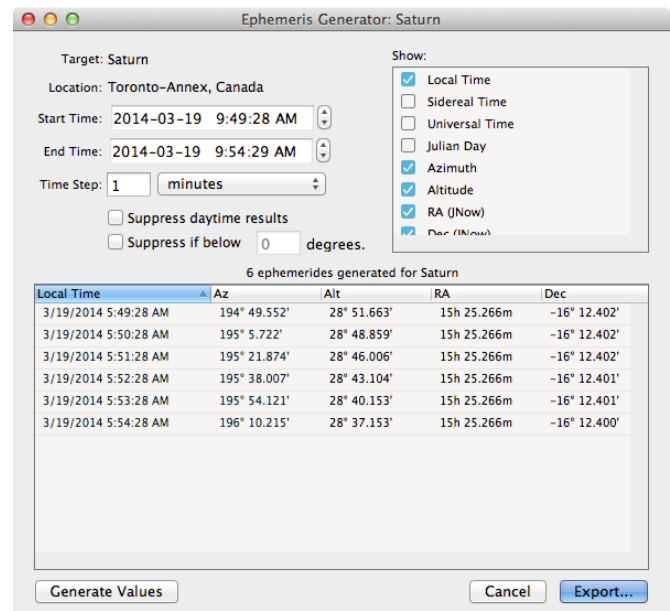 Ephemeris Generator: Saturn
Target: Saturn
Location: Toronto-Annex, Canada
Start Time: 2014-03-19 9:49:28 AM
End Time: 2014-03-19 9:54:29 AM
Time Step: 1 minutes
Suppress daytime results
Suppress if below 0 degrees.
Show:
Local Time
Sidereal Time
Universal Time
Julian Day
Azimuth
Altitude
RA (JNow)
Dec (JNow)
6 ephemerides generated for Saturn
Local Time Az Alt RA Dec
3/19/2014 5:49:28 AM 194° 49.552' 28° 51.663' 15h 25.266m -16° 12.402'
3/19/2014 5:50:28 AM 195° 5.722' 28° 48.859' 15h 25.266m -16° 12.402'
3/19/2014 5:51:28 AM 195° 21.874' 28° 46.006' 15h 25.266m -16° 12.402'
3/19/2014 5:52:28 AM 195° 38.007' 28° 43.104' 15h 25.266m -16° 12.401'
3/19/2014 5:53:28 AM 195° 54.121' 28° 40.153' 15h 25.266m -16° 12.401'
3/19/2014 5:54:28 AM 196° 10.215' 28° 37.153' 15h 25.266m -16° 12.400'
Generate Values
Cancel
Export...